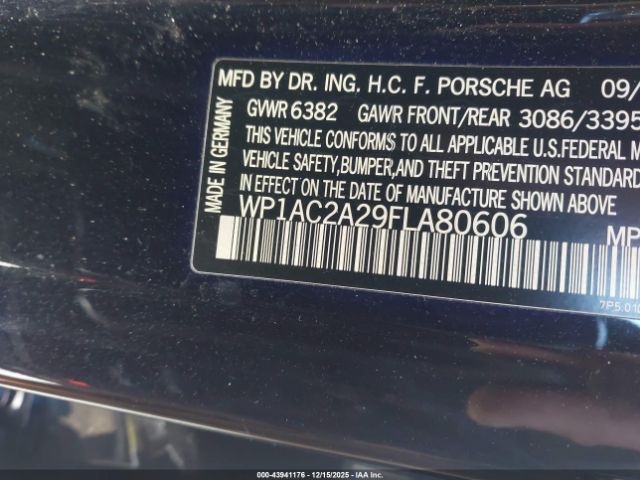 MFD BY DR. ING. H.C. F. PORSCHE AG 09/
GWWR 6382 GAWR FRONT/REAR 3086/3395
THIS VEHICLE CONFORMS TO ALL APPLICABLE U.S.FEDERAL M
VEHICLE SAFETY,BUMPER,AND THEFT PREVENTION STANDARD
IN EFFECT ON THE DATE OF MANUFACTURE SHOWN ABOVE
WP1AC2A29FLA80606 MP
MADE IN GERMANY
7P5.010
000-43941176 - 12/15/2025 - IAA Inc.